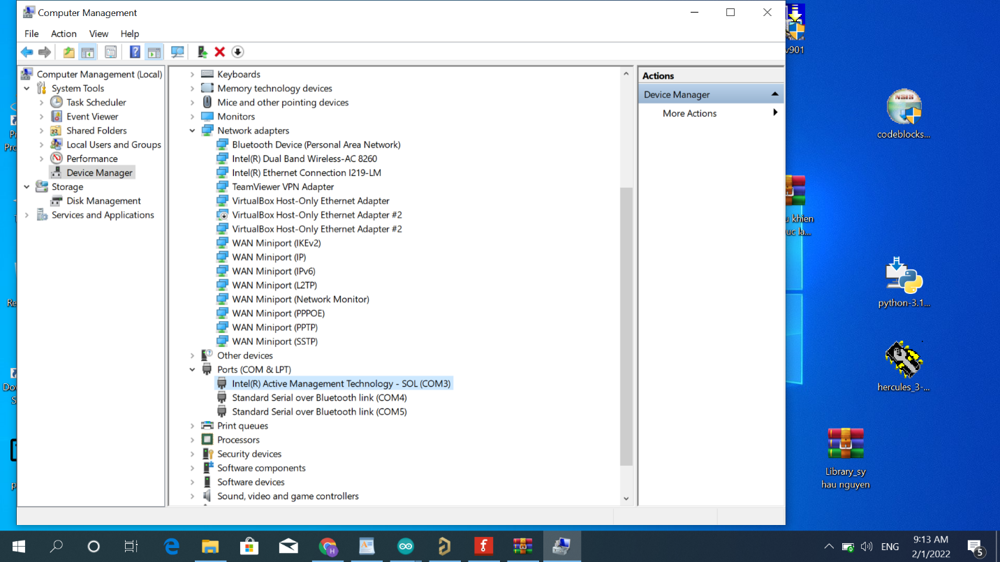 Computer Management
File Action View Help
Computer Management (Local)
System Tools
Task Scheduler
Event Viewer
Shared Folders
Local Users and Groups
Performance
Device Manager
Storage
Disk Management
Services and Applications
Keyboards
Memory technology devices
Mice and other pointing devices
Monitors
Network adapters
Bluetooth Device (Personal Area Network)
Intel(R) Dual Band Wireless-AC 8260
Intel(R) Ethernet Connection I219-LM
TeamViewer VPN Adapter
VirtualBox Host-Only Ethernet Adapter
VirtualBox Host-Only Ethernet Adapter #2
VirtualBox Host-Only Ethernet Adapter #2
WAN Miniport (IKEv2)
WAN Miniport (IP)
WAN Miniport (IPv6)
WAN Miniport (L2TP)
WAN Miniport (Network Monitor)
WAN Miniport (PPPOE)
WAN Miniport (PPTP)
WAN Miniport (SSTP)
Other devices
Ports (COM & LPT)
Intel(R) Active Management Technology - SOL (COM3)
Standard Serial over Bluetooth link (COM4)
Standard Serial over Bluetooth link (COM5)
Print queues
Processors
Security devices
Software components
Software devices
Sound, video and game controllers
Actions
Device Manager
More Actions
v901
NSIS
codeblocks...
u khien
uc la...
python-3.1...
hercules_3-...
Library_sy
hau nguyen
ENG
9:13 AM
2/1/2022
5